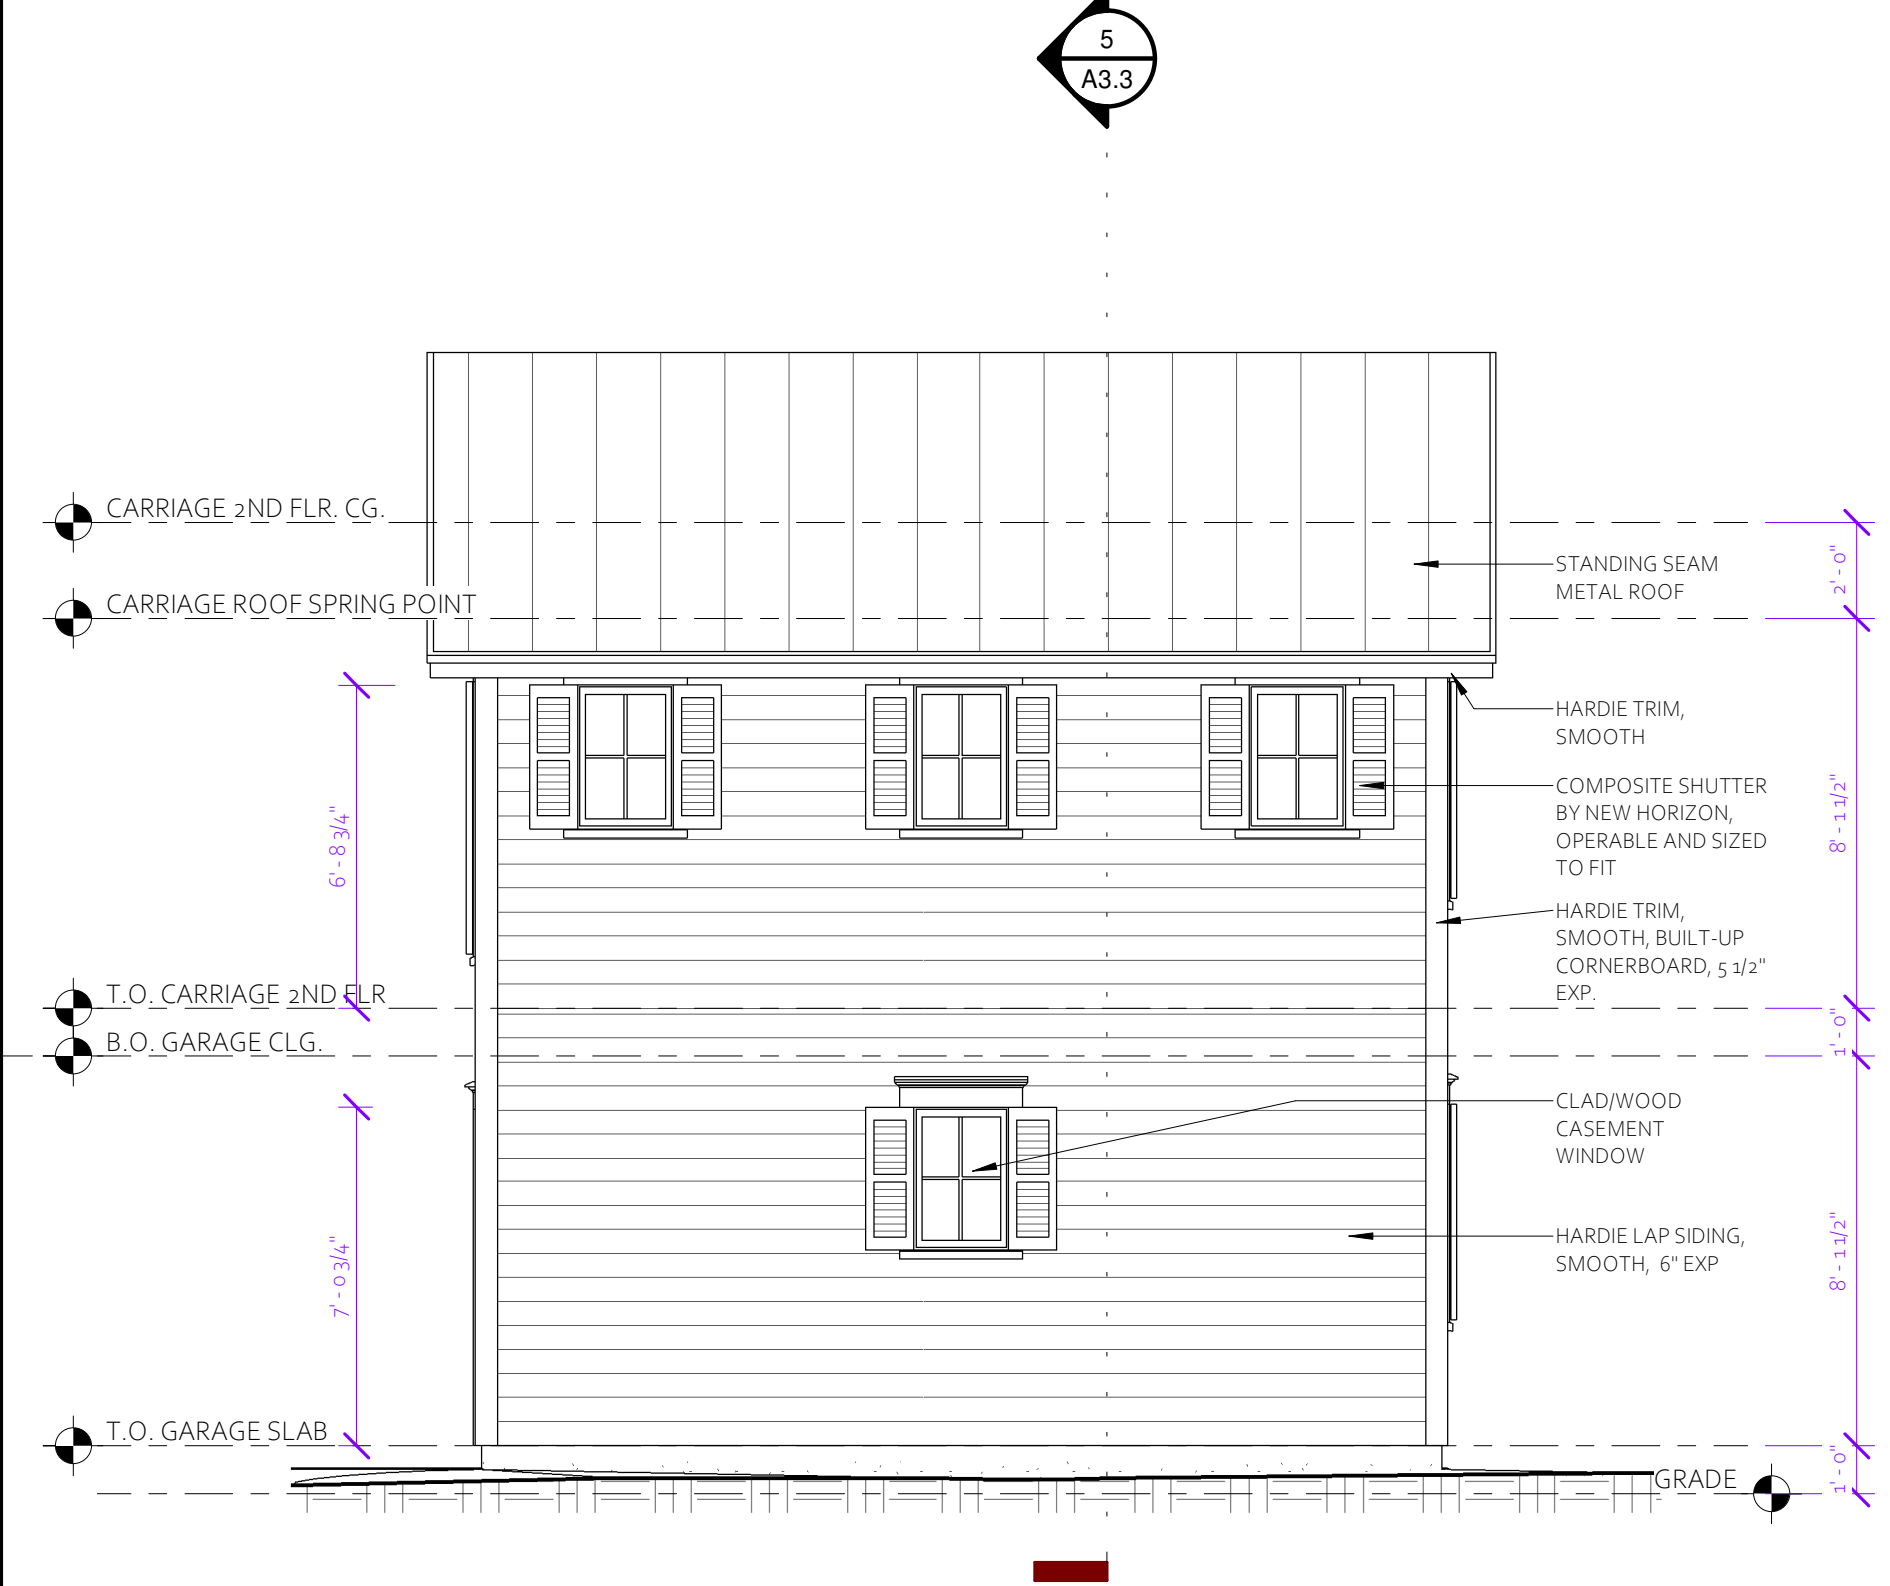 5
A3.3
CARRIAGE 2ND FLR. CG.
CARRIAGE ROOF SPRING POINT
T.O. CARRIAGE 2ND FLR
B.O. GARAGE CLG.
T.O. GARAGE SLAB
6' - 8 3/4"
7' - 0 3/4"
STANDING SEAM
METAL ROOF
HARDIE TRIM,
SMOOTH
COMPOSITE SHUTTER
BY NEW HORIZON,
OPERABLE AND SIZED
TO FIT
HARDIE TRIM,
SMOOTH, BUILT-UP
CORNERBOARD, 5 1/2"
EXP.
CLAD/WOOD
CASEMENT
WINDOW
HARDIE LAP SIDING,
SMOOTH, 6" EXP
GRADE
2' - 0"
8' - 1 1/2"
1' - 0"
8' - 1 1/2"
1' - 0"